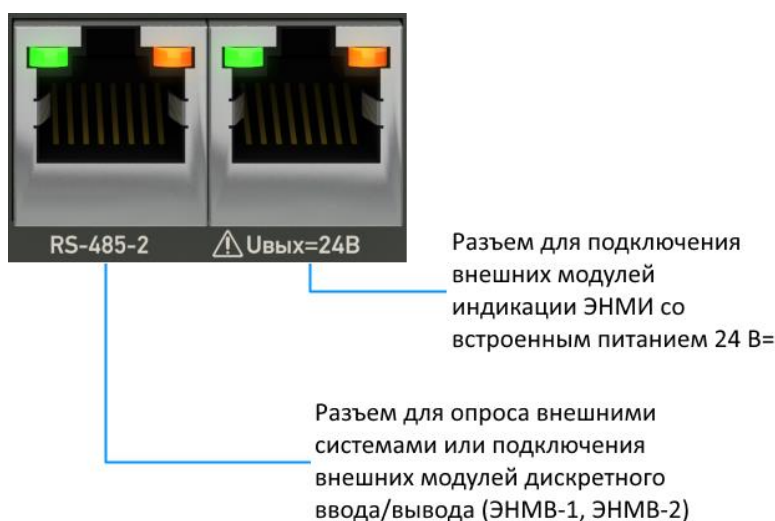 RS-485-2
⚠Uвых=24В
Разъем для подключения
внешних модулей
индикации ЭНМИ со
встроенным питанием 24 В=
Разъем для опроса внешними
системами или подключения
внешних модулей дискретного
ввода/вывода (ЭНМВ-1, ЭНМВ-2)